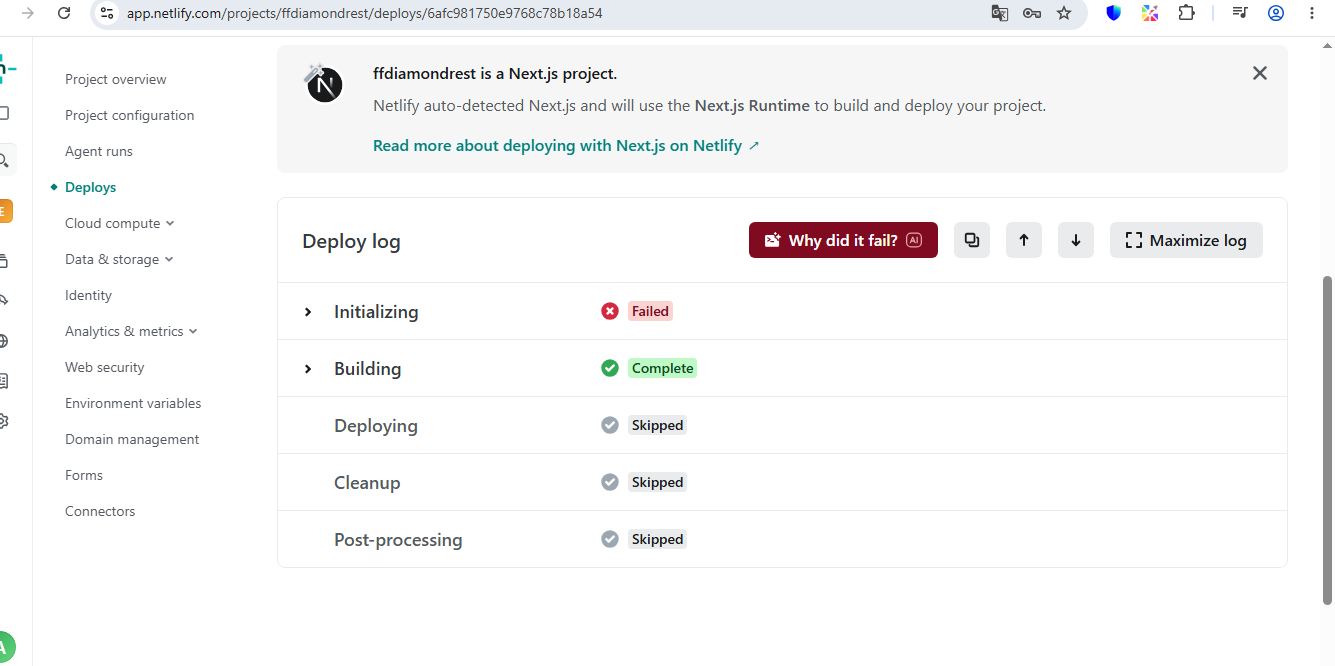 app.netlify.com/projects/ffdiamondrest/deploys/6afc981750e9768c78b18a54
Project overview
Project configuration
Agent runs
Deploys
Cloud compute
Data & storage
Identity
Analytics & metrics
Web security
Environment variables
Domain management
Forms
Connectors
ffdiamondrest is a Next.js project.
Netlify auto-detected Next.js and will use the Next.js Runtime to build and deploy your project.
Read more about deploying with Next.js on Netlify ↗
Deploy log
Why did it fail? AI
Maximize log
Initializing Failed
Building Complete
Deploying Skipped
Cleanup Skipped
Post-processing Skipped